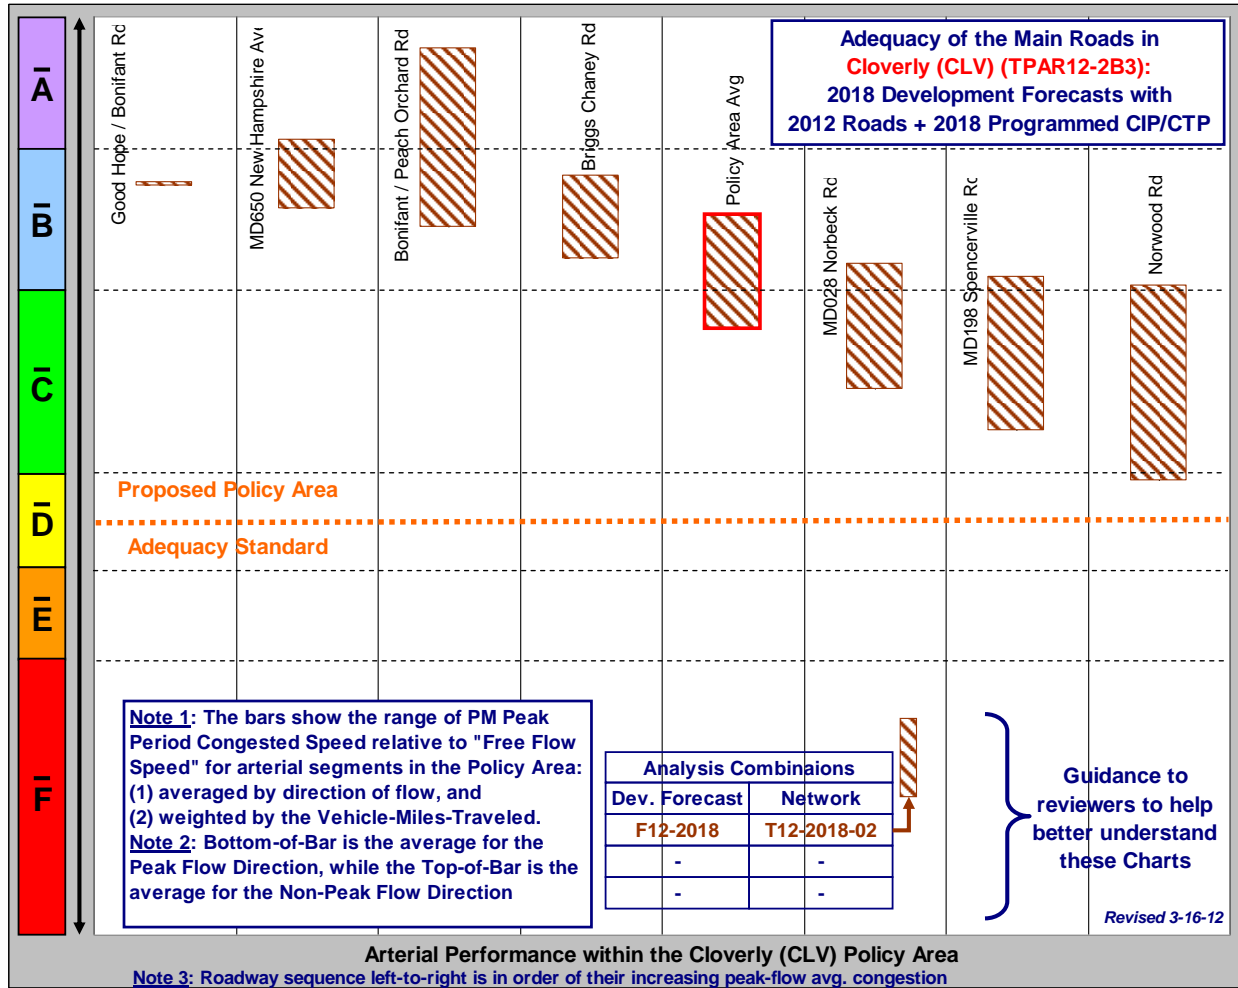 A
B
C
D
E
F
Good Hope / Bonifant Rd
MD650 New Hampshire Ave
Bonifant / Peach Orchard Rd
Briggs Chaney Rd
Policy Area Avg
MD028 Norbeck Rd
MD198 Spencerville Rd
Norwood Rd
Adequacy of the Main Roads in
Cloverly (CLV) (TPAR12-2B3):
2018 Development Forecasts with
2012 Roads + 2018 Programmed CIP/CTP
Proposed Policy Area
Adequacy Standard
Note 1: The bars show the range of PM Peak
Period Congested Speed relative to "Free Flow
Speed" for arterial segments in the Policy Area:
(1) averaged by direction of flow, and
(2) weighted by the Vehicle-Miles-Traveled.
Note 2: Bottom-of-Bar is the average for the
Peak Flow Direction, while the Top-of-Bar is the
average for the Non-Peak Flow Direction
Analysis Combinaions
Dev. Forecast Network
F12-2018 T12-2018-02
- -
- -
Guidance to
reviewers to help
better understand
these Charts
Revised 3-16-12
Arterial Performance within the Cloverly (CLV) Policy Area
Note 3: Roadway sequence left-to-right is in order of their increasing peak-flow avg. congestion